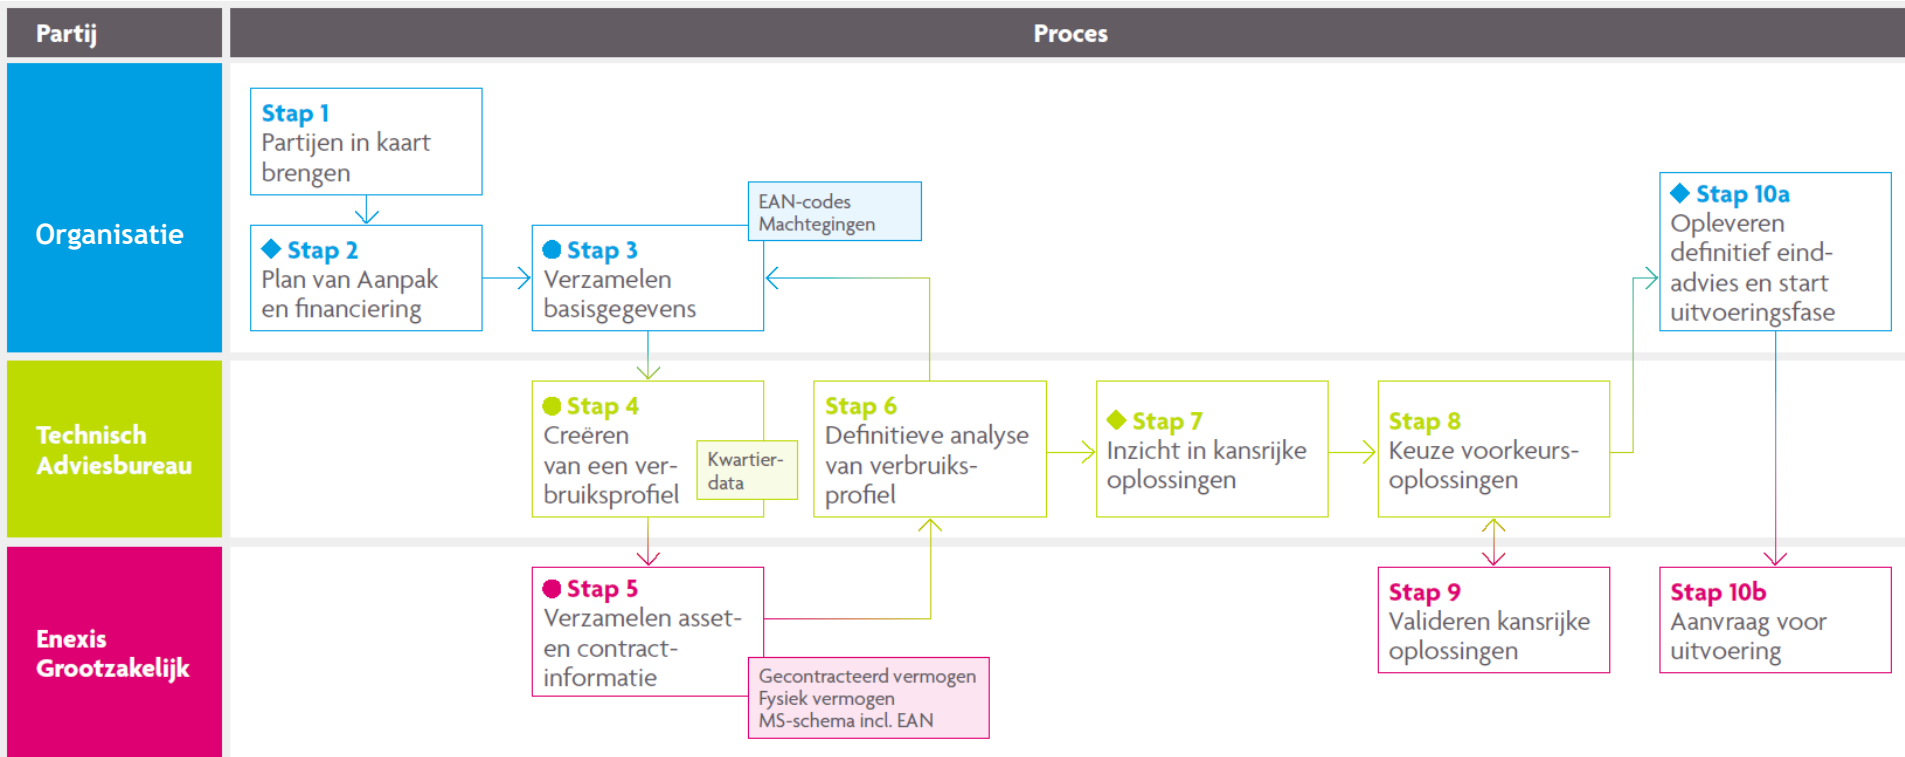 Partij
Proces
Organisatie
Stap 1
Partijen in kaart
brengen
Stap 2
Plan van Aanpak
en financiering
Stap 3
Verzamelen
basisgegevens
EAN-codes
Machtegingen
Stap 10a
Opleveren
definitief eind-
advies en start
uitvoeringsfase
Technisch
Adviesbureau
Stap 4
Creëren
van een ver-
bruiksprofiel
Kwartier-
data
Stap 6
Definitieve analyse
van verbruiks-
profiel
Stap 7
Inzicht in kansrijke
oplossingen
Stap 8
Keuze voorkeurs-
oplossingen
Enexis
Grootzakelijk
Stap 5
Verzamelen asset-
en contract-
informatie
Gecontracteerd vermogen
Fysiek vermogen
MS-schema incl. EAN
Stap 9
Valideren kansrijke
oplossingen
Stap 10b
Aanvraag voor
uitvoering